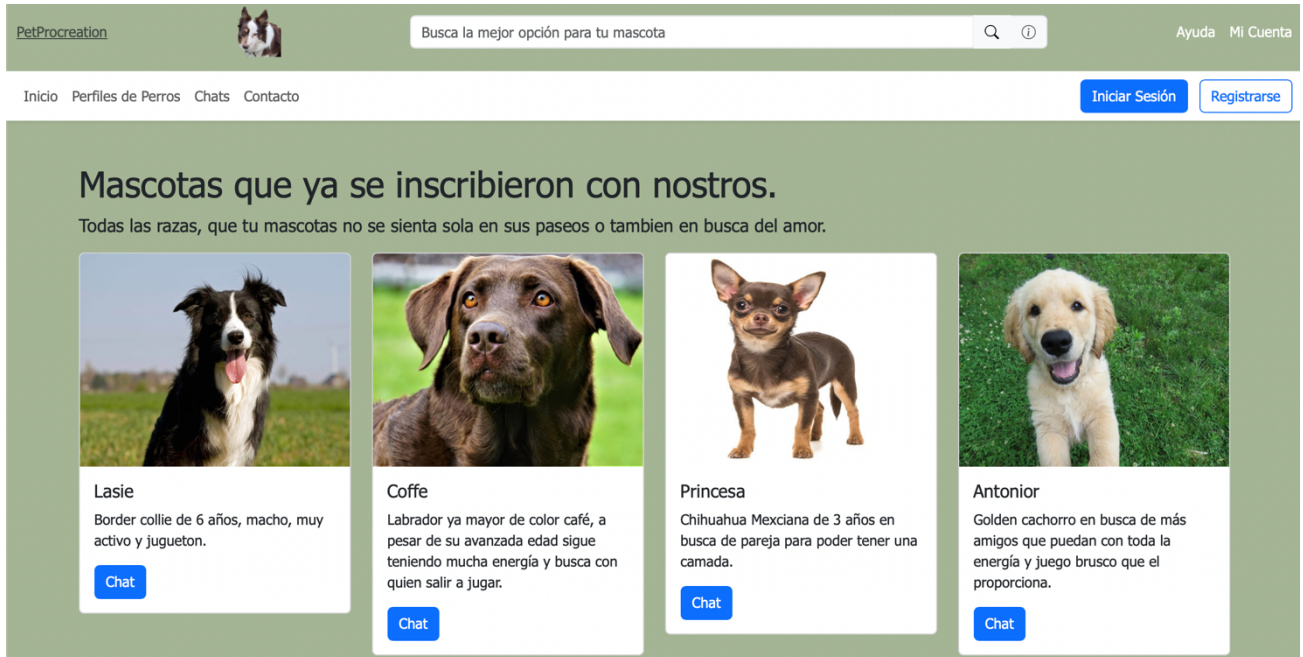 PetProcreation
Busca la mejor opción para tu mascota
Ayuda Mi Cuenta
Inicio Perfiles de Perros Chats Contacto
Iniciar Sesión Registrarse
Mascotas que ya se inscribieron con nostros.
Todas las razas, que tu mascotas no se sienta sola en sus paseos o tambien en busca del amor.
Lasie
Border collie de 6 años, macho, muy
activo y jugueton.
Chat
Coffe
Labrador ya mayor de color café, a
pesar de su avanzada edad sigue
teniendo mucha energía y busca con
quien salir a jugar.
Chat
Princesa
Chihuahua Mexciana de 3 años en
busca de pareja para poder tener una
camada.
Chat
Antonior
Golden cachorro en busca de más
amigos que puedan con toda la
energía y juego brusco que el
proporciona.
Chat